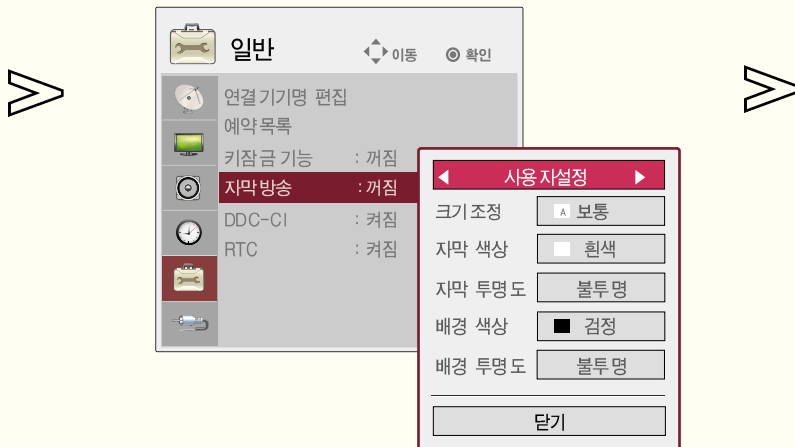 일반 이동 확인
연결 기기명 편집
예약 목록
키잠금 기능 : 꺼짐
자막 방송 : 꺼짐
DDC-CI : 켜짐
RTC : 켜짐
사용 자설정
크기 조정 A 보통
자막 색상 흰색
자막 투명도 불투명
배경 색상 검정
배경 투명도 불투명
닫기